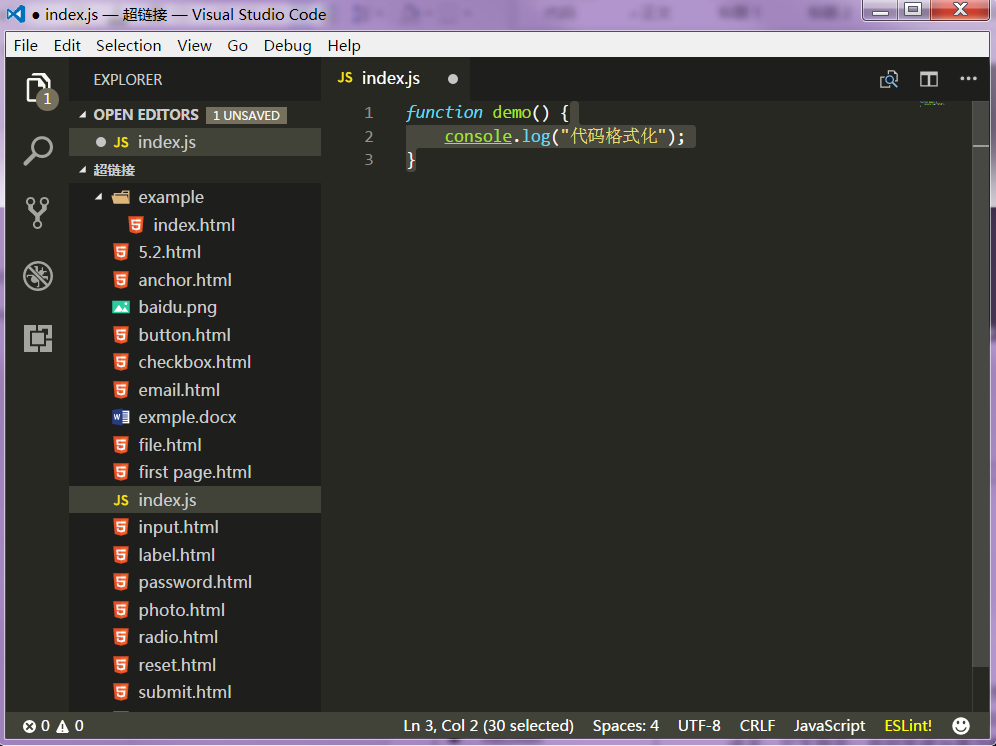 ● index.js — 超链接 — Visual Studio Code
File Edit Selection View Go Debug Help
1
EXPLORER
OPEN EDITORS 1 UNSAVED
JS index.js
超链接
example
index.html
5.2.html
anchor.html
baidu.png
button.html
checkbox.html
email.html
exmple.docx
file.html
first page.html
JS index.js
input.html
label.html
password.html
photo.html
radio.html
reset.html
submit.html
JS index.js ●
1 function demo() {
2 console.log("代码格式化");
3 }
0 0 Ln 3, Col 2 (30 selected) Spaces: 4 UTF-8 CRLF JavaScript ESLint!